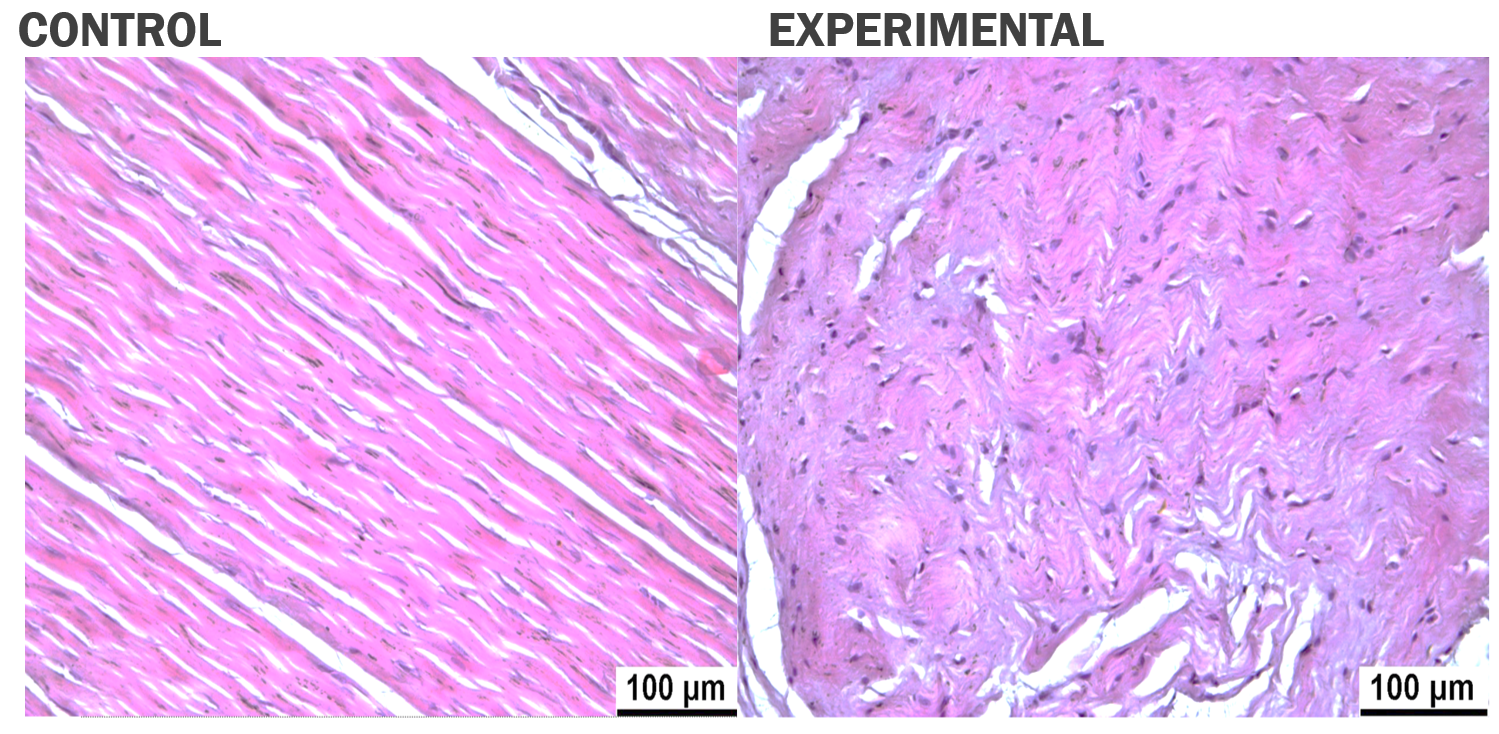 CONTROL
EXPERIMENTAL
100 µm
100 µm